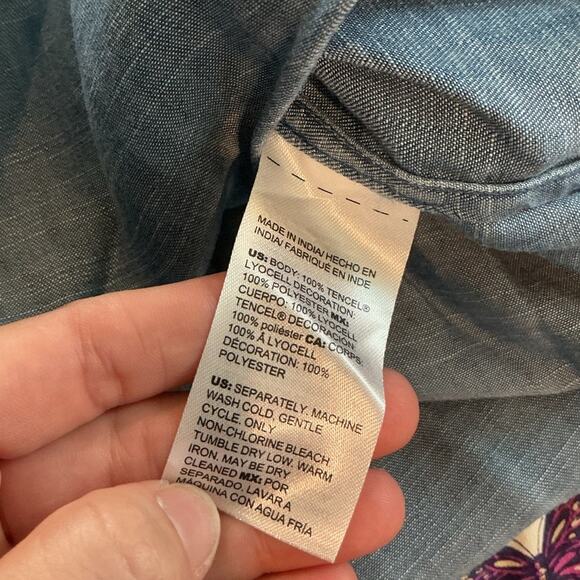 MADE IN INDIA/ HECHO EN
INDIA/ FABRIQUÉ EN INDE
US: BODY: 100% TENCEL®
LYOCELL DECORATION:
100% POLYESTER MX:
CUERPO: 100% LYOCELL
TENCEL® DECORACIÓN:
100% poliéster CA: CORPS:
100% Â LYOCELL
DÉCORATION: 100%
POLYESTER
US: SEPARATELY. MACHINE
WASH COLD, GENTLE
CYCLE. ONLY
NON-CHLORINE BLEACH
TUMBLE DRY LOW. WARM
IRON. MAY BE DRY
CLEANED MX: POR
SEPARADO, LAVAR A
MÁQUINA CON AGUA FRÍA